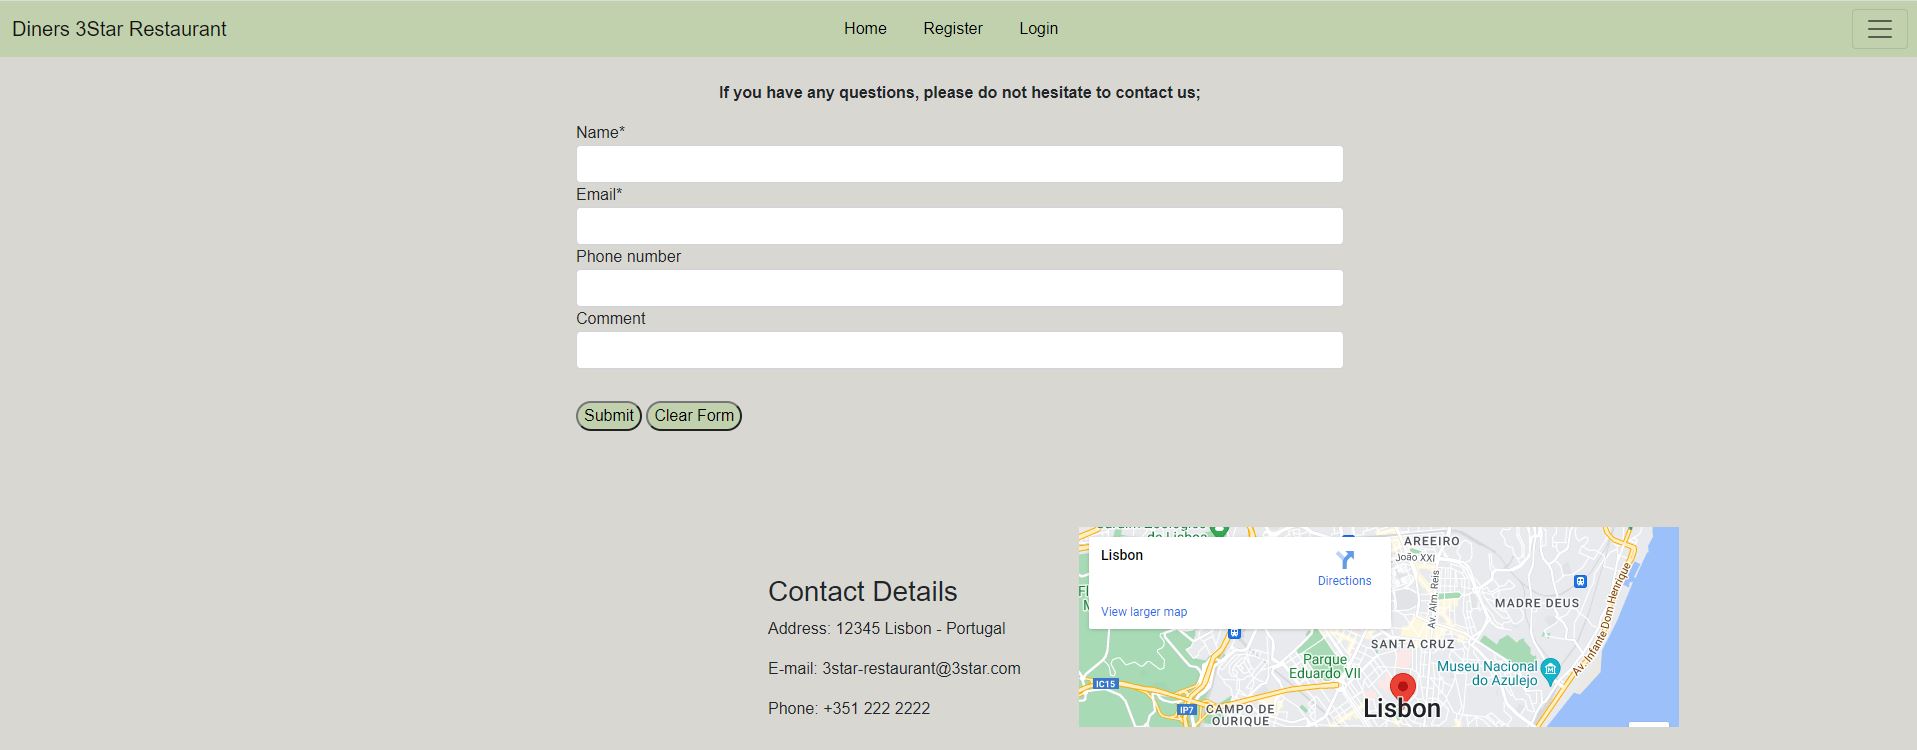 Diners 3Star Restaurant
Home Register Login
If you have any questions, please do not hesitate to contact us;
Name*
Email*
Phone number
Comment
Submit Clear Form
Contact Details
Address: 12345 Lisbon - Portugal
E-mail: 3star-restaurant@3star.com
Phone: +351 222 2222
de Lisboa
Lisbon
Directions
View larger map
AREEIRO
João XXI
Av. Alm. Reis
MADRE DEUS
Av. Infante Dom Henrique
SANTA CRUZ
Parque
Eduardo VII
Museu Nacional
do Azulejo
IC15
IP7
CAMPO DE
OURIQUE
Lisbon